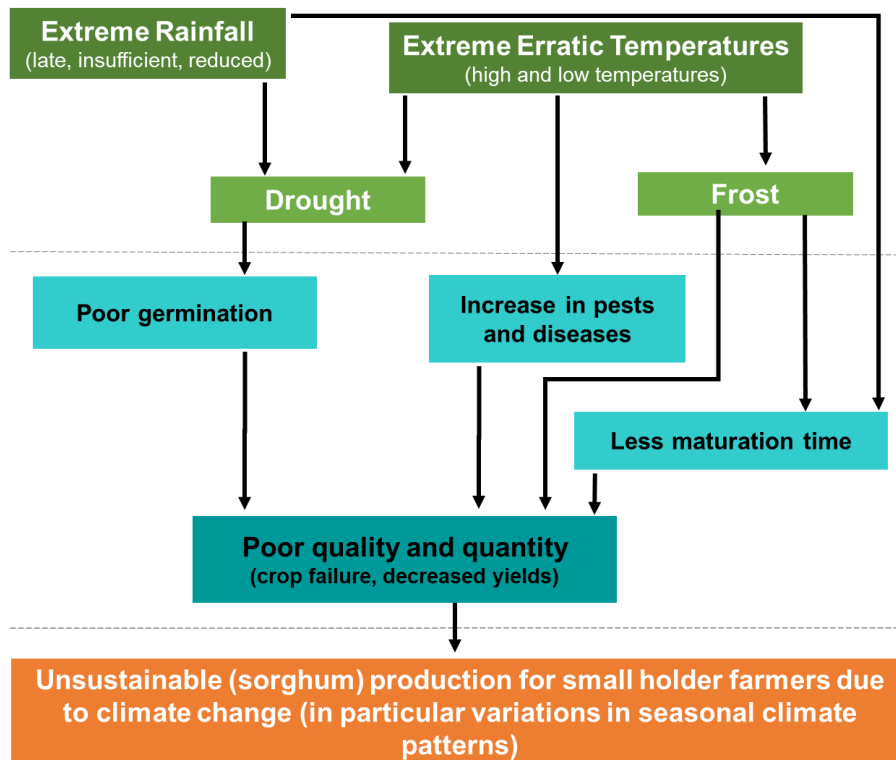 Extreme Rainfall
(late, insufficient, reduced)
Extreme Erratic Temperatures
(high and low temperatures)
Drought
Frost
Poor germination
Increase in pests
and diseases
Less maturation time
Poor quality and quantity
(crop failure, decreased yields)
Unsustainable (sorghum) production for small holder farmers due
to climate change (in particular variations in seasonal climate
patterns)